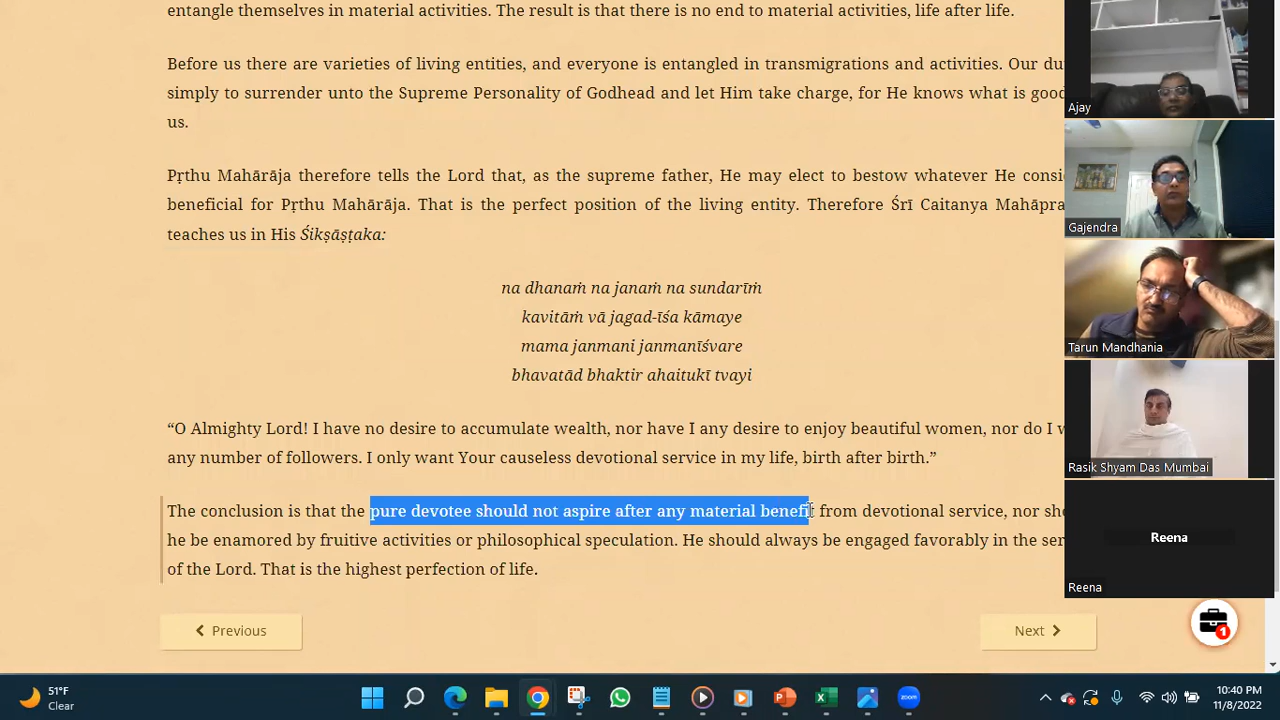 entangle themselves in material activities. The result is that there is no end to material activities, life after life.
Before us there are varieties of living entities, and everyone is entangled in transmigrations and activities. Our du
simply to surrender unto the Supreme Personality of Godhead and let Him take charge, for He knows what is good
us.
Pṛthu Mahārāja therefore tells the Lord that, as the supreme father, He may elect to bestow whatever He consi
beneficial for Pṛthu Mahārāja. That is the perfect position of the living entity. Therefore Śrī Caitanya Mahāpra
teaches us in His Śikṣāṣṭaka:
na dhanaṁ na janaṁ na sundarīṁ
kavitāṁ vā jagad-īśa kāmaye
mama janmani janmanīśvare
bhavatād bhaktir ahaitukī tvayi
“O Almighty Lord! I have no desire to accumulate wealth, nor have I any desire to enjoy beautiful women, nor do I w
any number of followers. I only want Your causeless devotional service in my life, birth after birth.”
The conclusion is that the pure devotee should not aspire after any material benefit from devotional service, nor sho
he be enamored by fruitive activities or philosophical speculation. He should always be engaged favorably in the ser
of the Lord. That is the highest perfection of life.
Previous
Next
Ajay
Gajendra
Tarun Mandhania
Rasik Shyam Das Mumbai
Reena
Reena
1
51°F
Clear
zoom
10:40 PM
11/8/2022